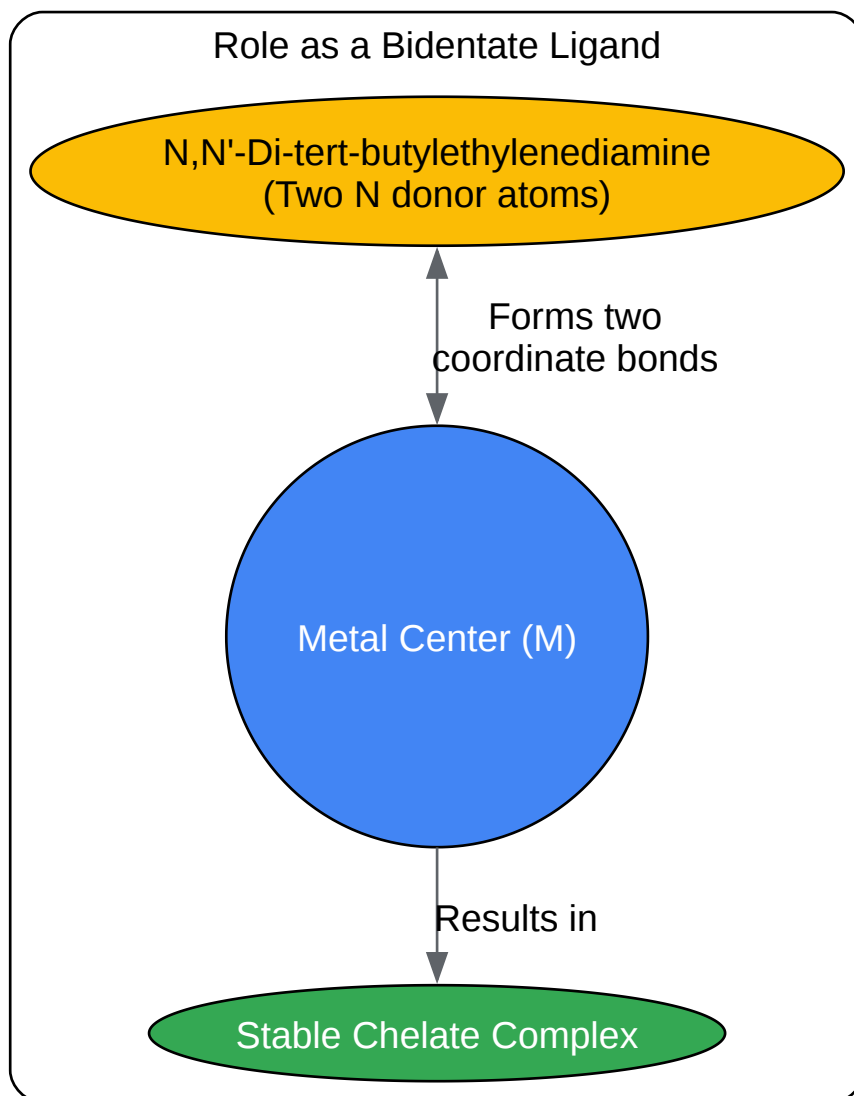 Role as a Bidentate Ligand
N,N'-Di-tert-butylethylenediamine
(Two N donor atoms)
Forms two
coordinate bonds
Metal Center (M)
Results in
Stable Chelate Complex